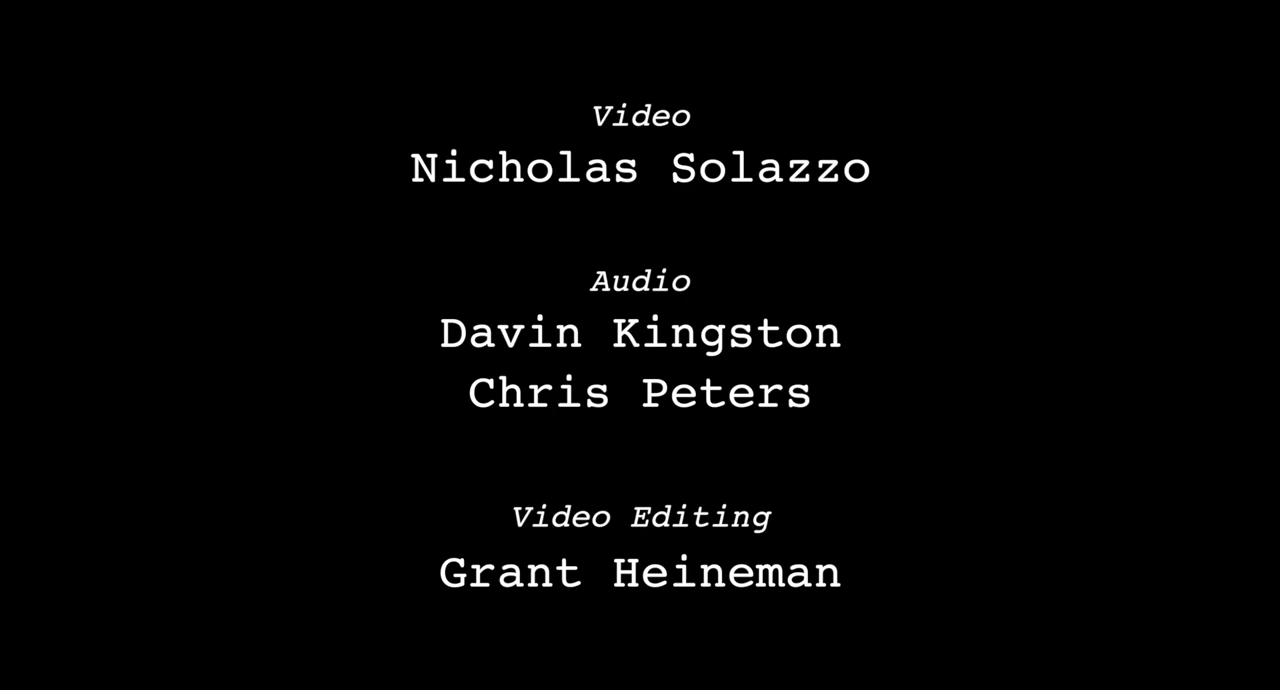 Video
Nicholas Solazzo
Audio
Davin Kingston
Chris Peters
Video Editing
Grant Heineman